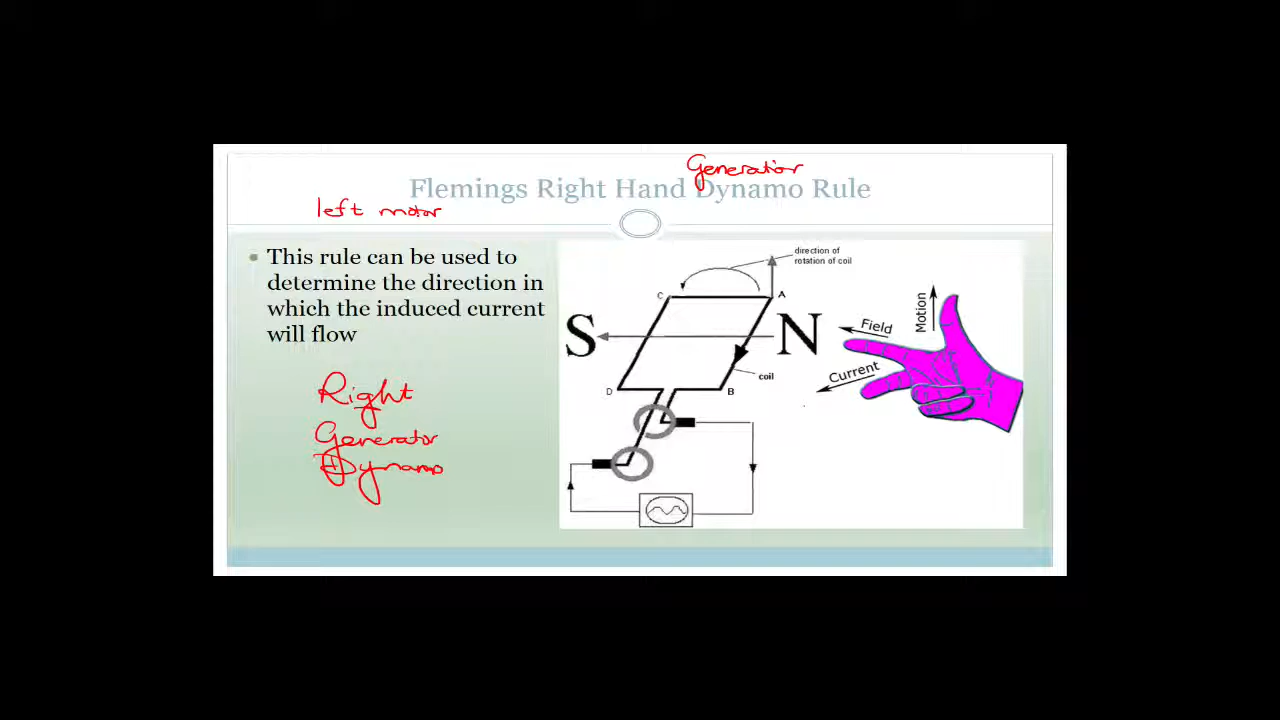 Generatior
Flemings Right Hand Dynamo Rule
left motor
This rule can be used to
determine the direction in
which the induced current
will flow
Right
Generator
Dynamo
direction of
rotation of coil
C
A
S
N
coil
D
B
Motion
Field
Current